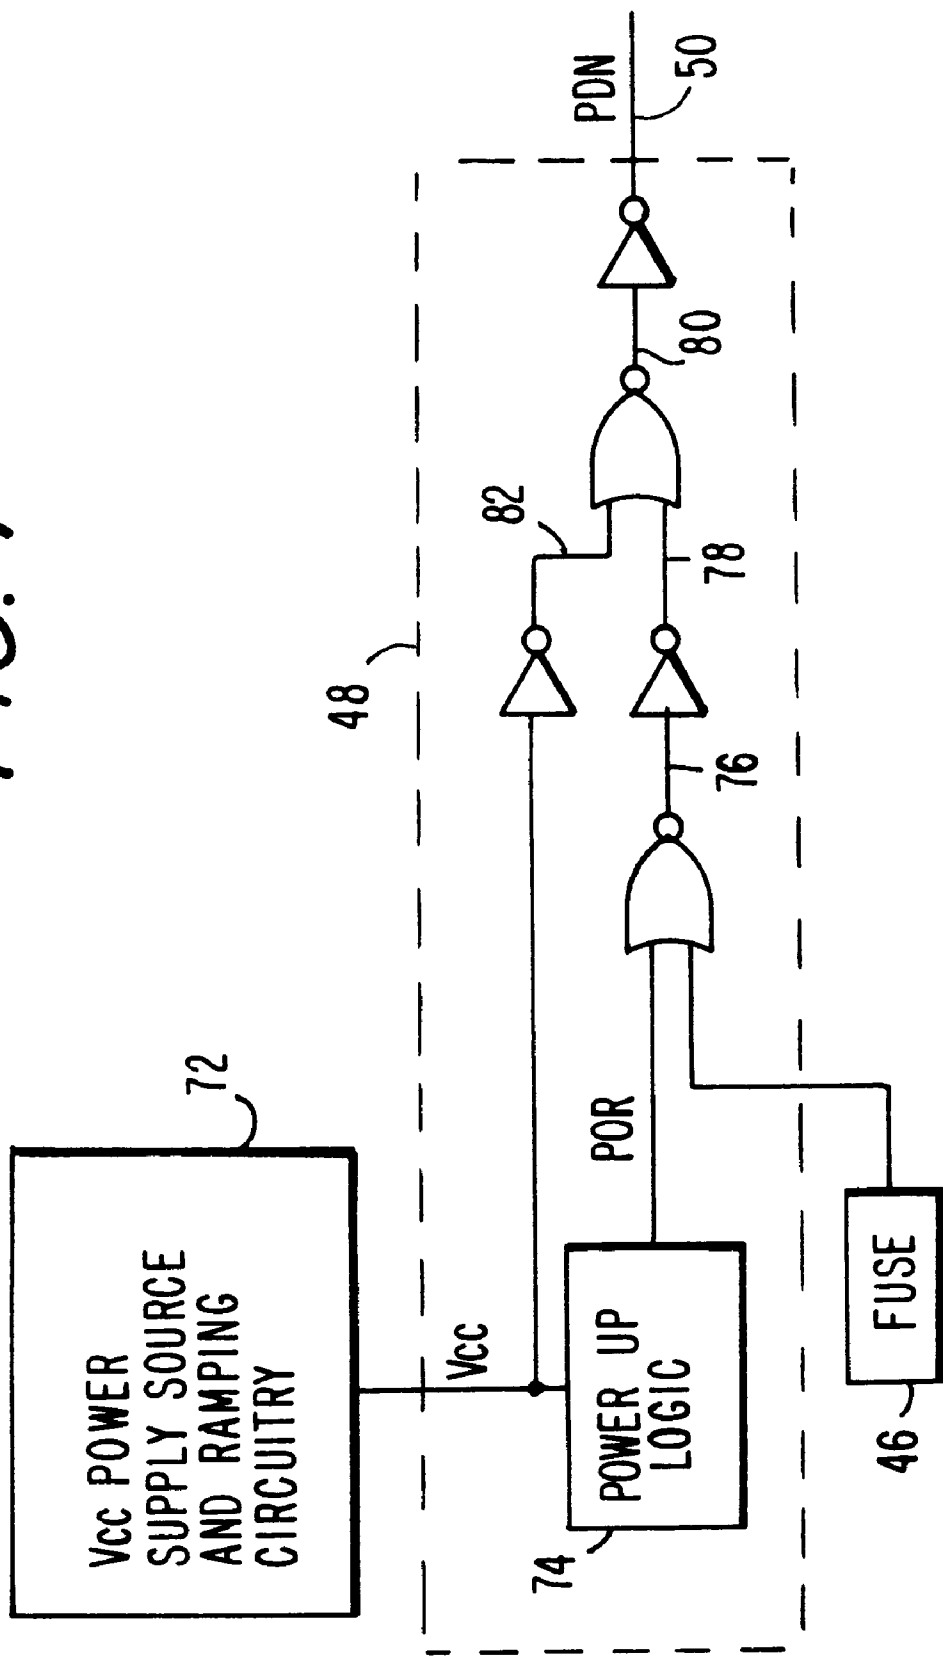 Vcc POWER
SUPPLY SOURCE
AND RAMPING
CIRCUITRY
72
48
Vcc
82
PDN
50
74
POWER UP
LOGIC
POR
76
78
80
46
FUSE